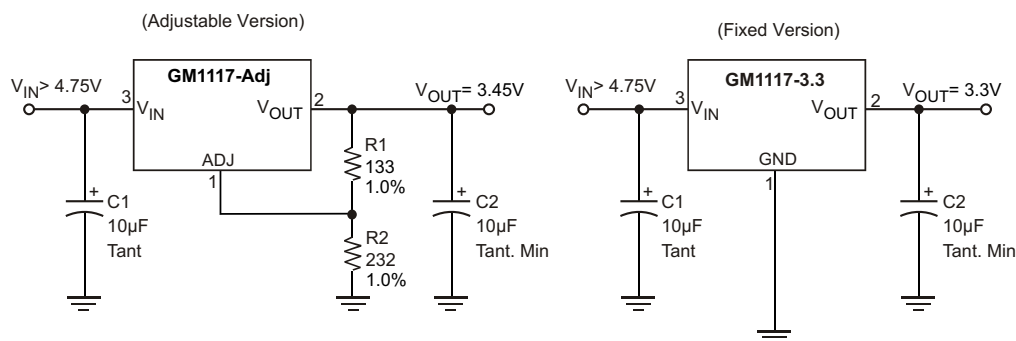 (Adjustable Version)
GM1117-Adj
VIN> 4.75V
3
VIN
VOUT
2
VOUT= 3.45V
ADJ
1
R1
133
1.0%
+
C1
10µF
Tant
R2
232
1.0%
+
C2
10µF
Tant. Min
(Fixed Version)
GM1117-3.3
VIN> 4.75V
3
VIN
VOUT
2
VOUT= 3.3V
GND
1
+
C1
10µF
Tant
+
C2
10µF
Tant. Min